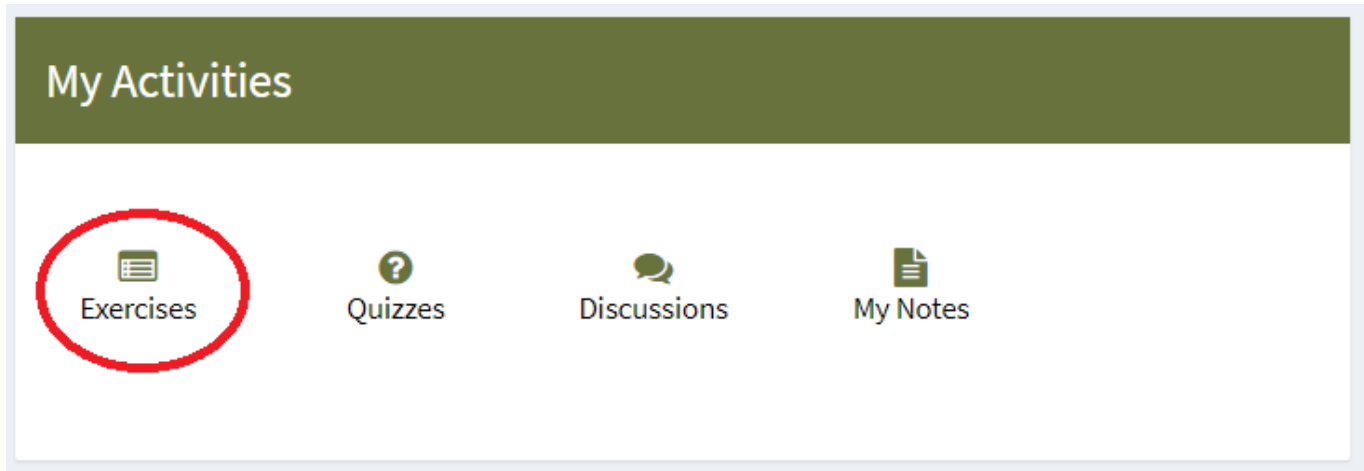 My Activities
Exercises
Quizzes
Discussions
My Notes